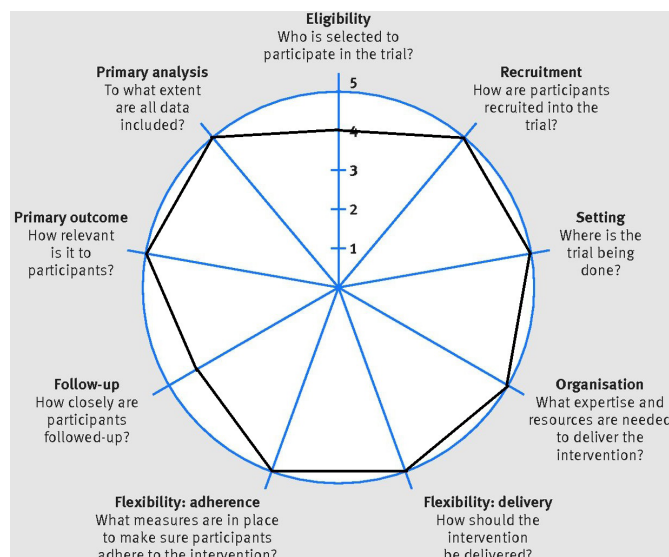 Eligibility
Who is selected to
participate in the trial?
Primary analysis
To what extent
are all data
included?
Recruitment
How are participants
recruited into the
trial?
5
4
3
2
1
Primary outcome
How relevant
is it to
participants?
Setting
Where is the
trial being
done?
Follow-up
How closely are
participants
followed-up?
Organisation
What expertise and
resources are needed
to deliver the
intervention?
Flexibility: adherence
What measures are in place
to make sure participants
adhere to the intervention?
Flexibility: delivery
How should the
intervention
be delivered?